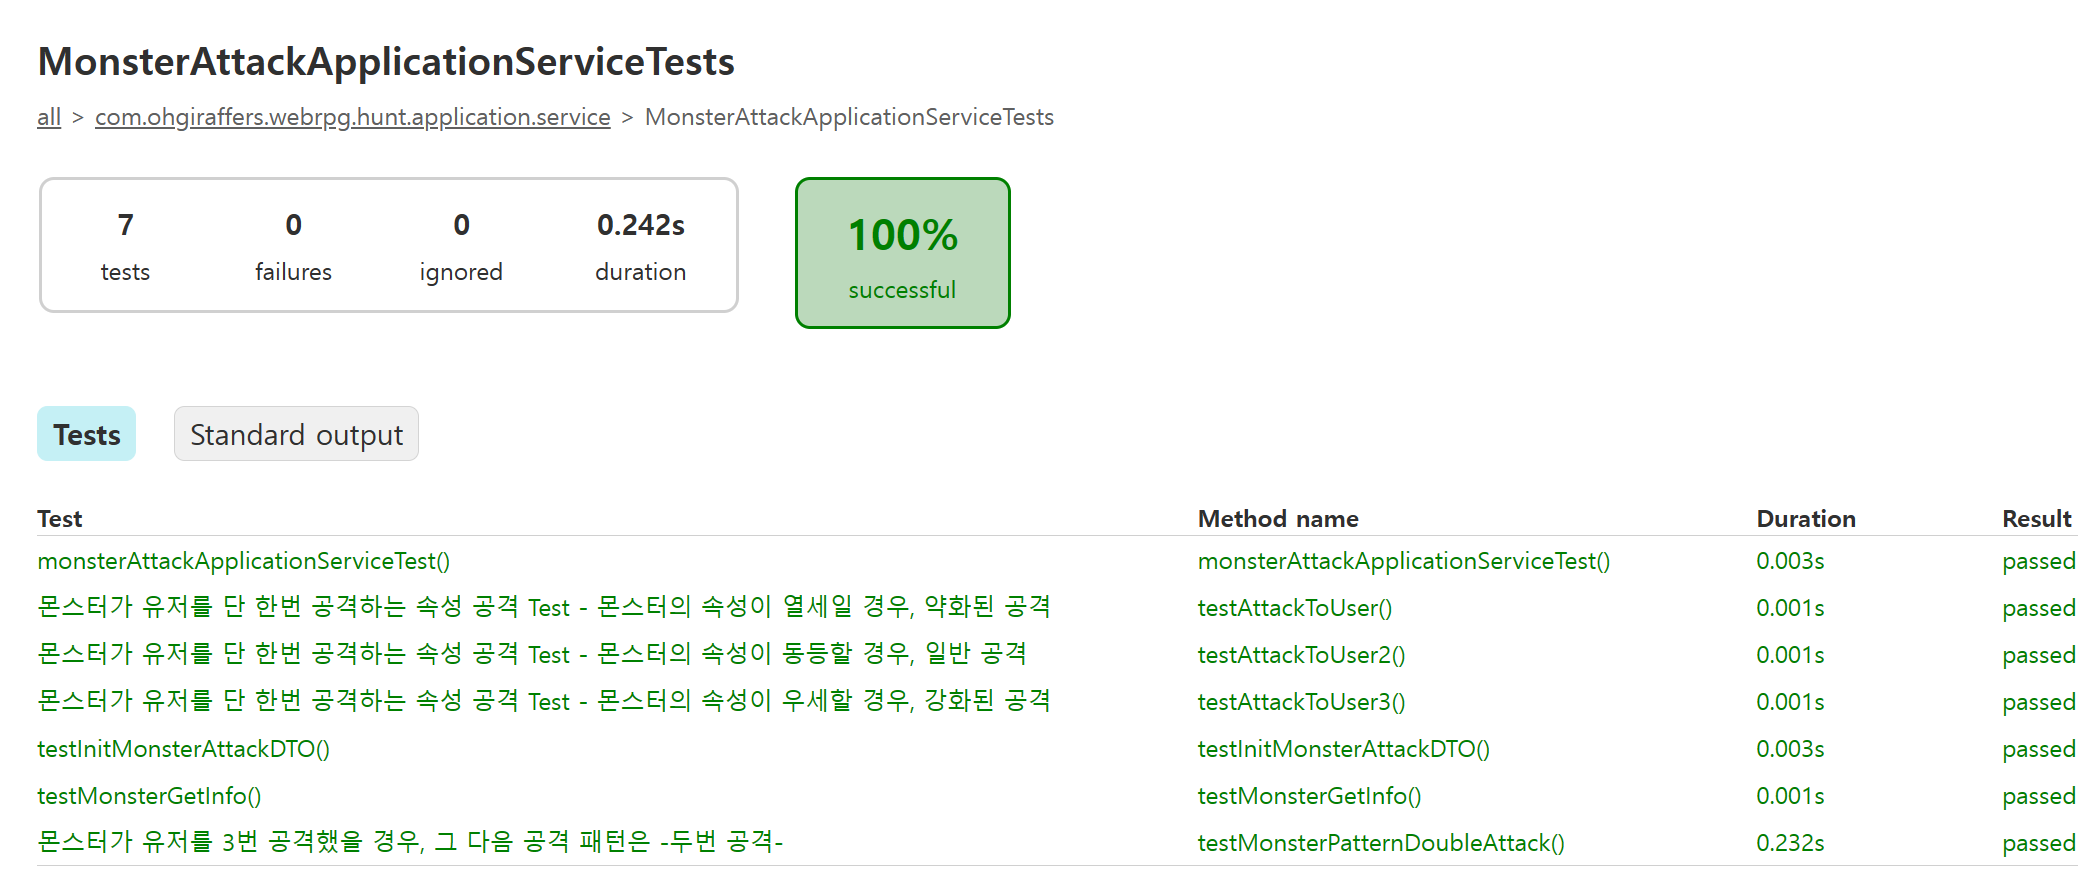 MonsterAttackApplicationServiceTests
all > com.ohgiraffers.webrpg.hunt.application.service > MonsterAttackApplicationServiceTests
7 0 0 0.242s
tests failures ignored duration
100%
successful
Tests Standard output
Test Method name Duration Result
monsterAttackApplicationServiceTest() monsterAttackApplicationServiceTest() 0.003s passed
몬스터가 유저를 단 한번 공격하는 속성 공격 Test - 몬스터의 속성이 열세일 경우, 약화된 공격 testAttackToUser() 0.001s passed
몬스터가 유저를 단 한번 공격하는 속성 공격 Test - 몬스터의 속성이 동등할 경우, 일반 공격 testAttackToUser2() 0.001s passed
몬스터가 유저를 단 한번 공격하는 속성 공격 Test - 몬스터의 속성이 우세할 경우, 강화된 공격 testAttackToUser3() 0.001s passed
testInitMonsterAttackDTO() testInitMonsterAttackDTO() 0.003s passed
testMonsterGetInfo() testMonsterGetInfo() 0.001s passed
몬스터가 유저를 3번 공격했을 경우, 그 다음 공격 패턴은 -두번 공격- testMonsterPatternDoubleAttack() 0.232s passed